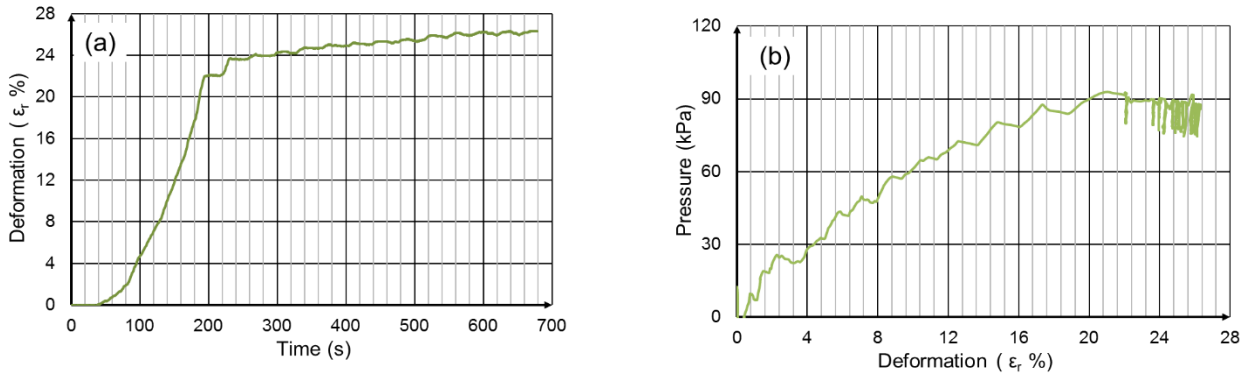 (a)
Deformation ( εr %)
28
24
20
16
12
8
4
0
0 100 200 300 400 500 600 700
Time (s)
(b)
Pressure (kPa)
120
90
60
30
0
0 4 8 12 16 20 24 28
Deformation ( εr %)